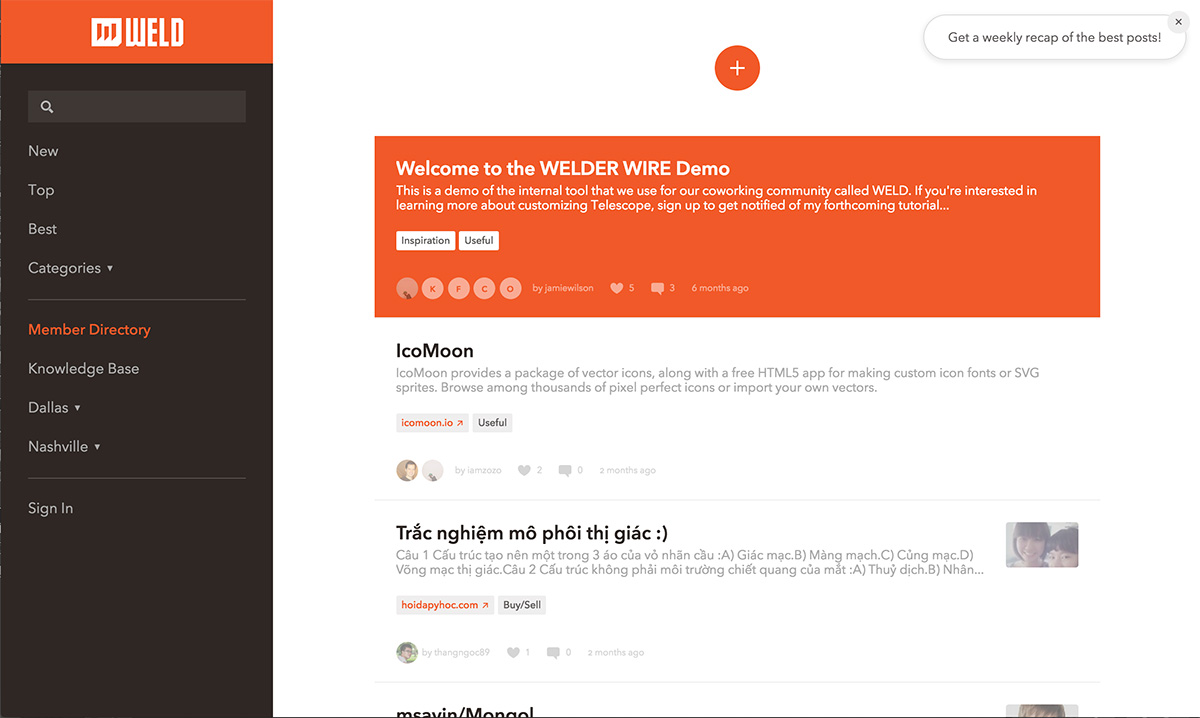 WELD
Get a weekly recap of the best posts!
New
Top
Best
Categories ▾
Member Directory
Knowledge Base
Dallas ▾
Nashville ▾
Sign In
Welcome to the WELDER WIRE Demo
This is a demo of the internal tool that we use for our coworking community called WELD. If you're interested in
learning more about customizing Telescope, sign up to get notified of my forthcoming tutorial...
Inspiration Useful
K F C O by jamiewilson 5 3 6 months ago
IcoMoon
IcoMoon provides a package of vector icons, along with a free HTML5 app for making custom icon fonts or SVG
sprites. Browse among thousands of pixel perfect icons or import your own vectors.
icomoon.io ↗ Useful
by iamzozo 2 0 2 months ago
Trắc nghiệm mô phôi thị giác :)
Câu 1 Cấu trúc tạo nên một trong 3 áo của vỏ nhãn cầu :A) Giác mạc.B) Màng mạch.C) Củng mạc.D)
Võng mạc thị giác.Câu 2 Cấu trúc không phải môi trường chiết quang của mắt :A) Thuỷ dịch.B) Nhân...
hoidapyhoc.com ↗ Buy/Sell
by thangngoc89 1 0 2 months ago
msavin/Mongol